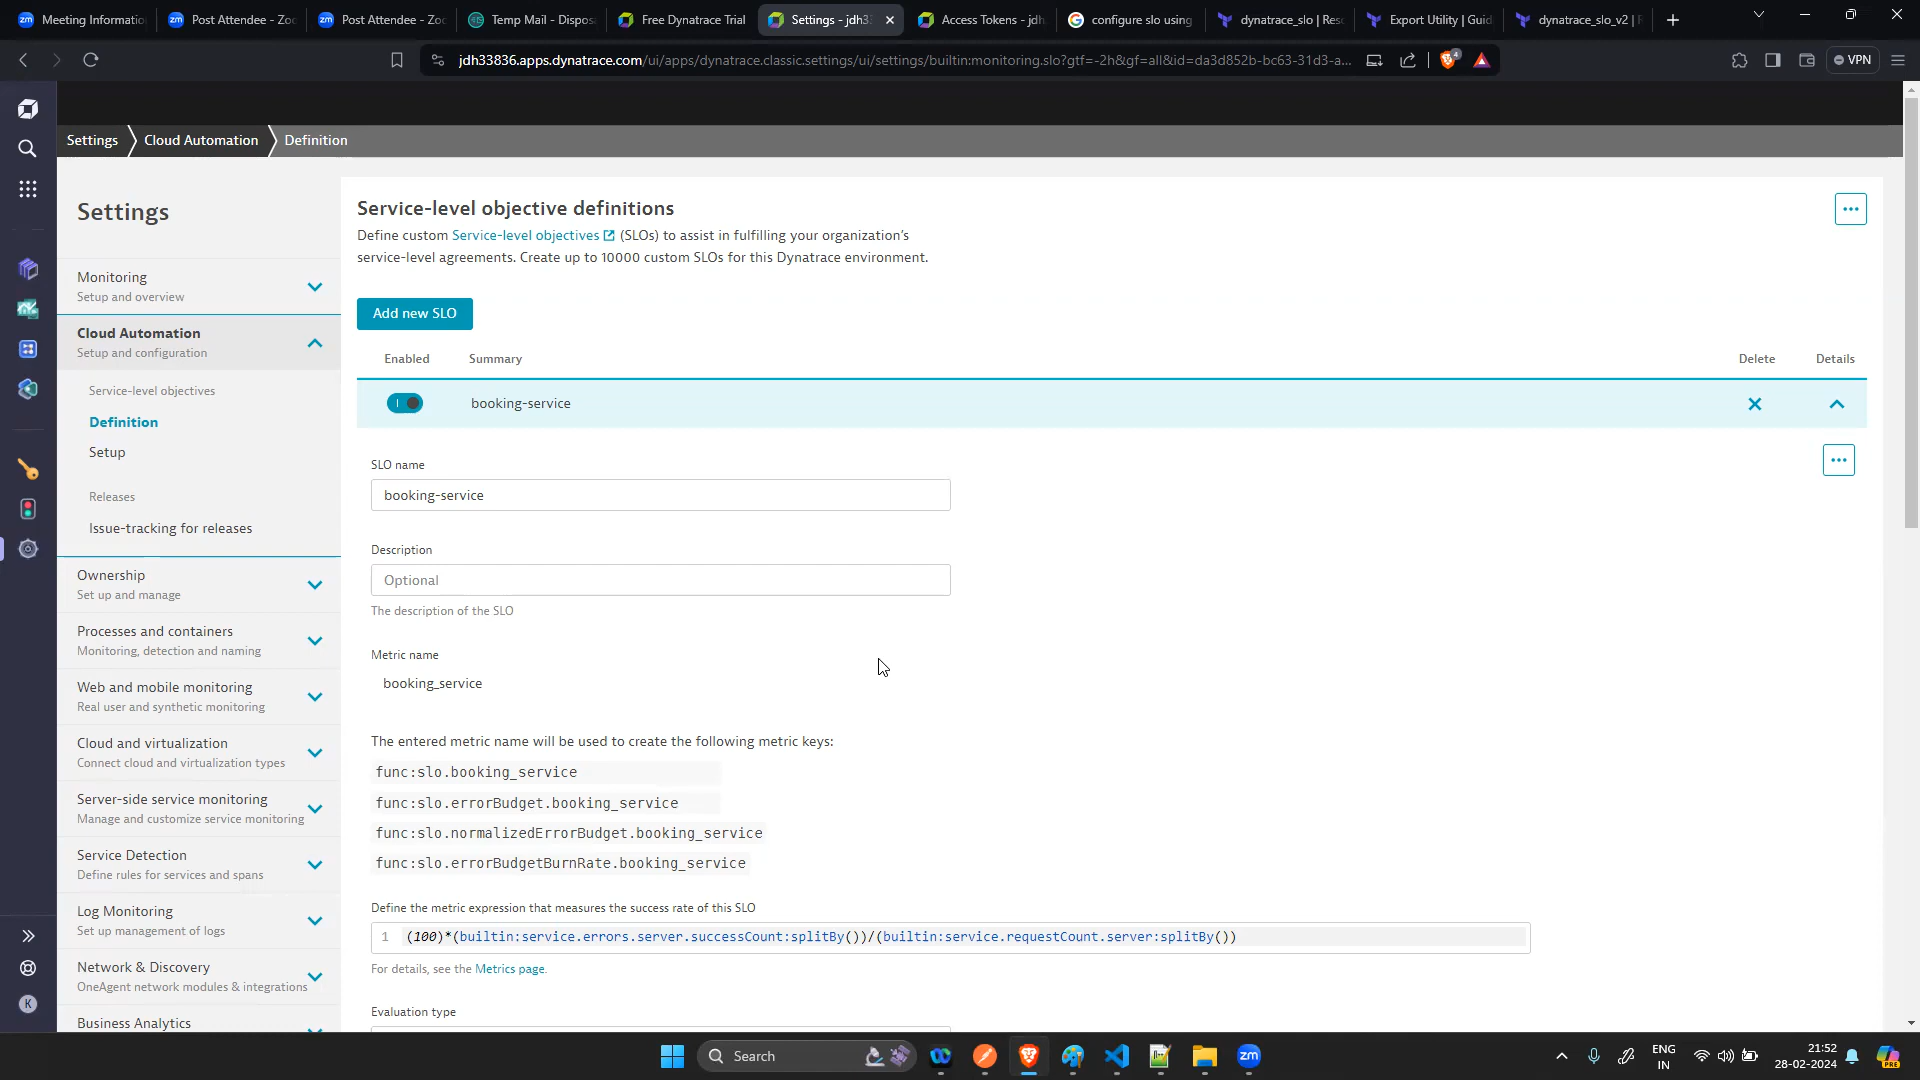 Meeting Informatio
Post Attendee - Zoo
Post Attendee - Zoo
Temp Mail - Dispos
Free Dynatrace Trial
Settings - jdh33
Access Tokens - jdh
configure slo using
dynatrace_slo | Res
Export Utility | Guid
dynatrace_slo_v2 | R
jdh33836.apps.dynatrace.com/ui/apps/dynatrace.classic.settings/ui/settings/builtin:monitoring.slo?gtf=-2h&gf=all&id=da3d852b-bc63-31d3-a...
4
VPN
Settings
Cloud Automation
Definition
Settings
Monitoring
Setup and overview
Cloud Automation
Setup and configuration
Service-level objectives
Definition
Setup
Releases
Issue-tracking for releases
Ownership
Set up and manage
Processes and containers
Monitoring, detection and naming
Web and mobile monitoring
Real user and synthetic monitoring
Cloud and virtualization
Connect cloud and virtualization types
Server-side service monitoring
Manage and customize service monitoring
Service Detection
Define rules for services and spans
Log Monitoring
Set up management of logs
Network & Discovery
OneAgent network modules & integrations
Business Analytics
K
Service-level objective definitions
Define custom Service-level objectives (SLOs) to assist in fulfilling your organization's
service-level agreements. Create up to 10000 custom SLOs for this Dynatrace environment.
Add new SLO
Enabled Summary Delete Details
booking-service
SLO name
booking-service
Description
Optional
The description of the SLO
Metric name
booking_service
The entered metric name will be used to create the following metric keys:
func:slo.booking_service
func:slo.errorBudget.booking_service
func:slo.normalizedErrorBudget.booking_service
func:slo.errorBudgetBurnRate.booking_service
Define the metric expression that measures the success rate of this SLO
1 (100)*(builtin:service.errors.server.successCount:splitBy())/(builtin:service.requestCount.server:splitBy())
For details, see the Metrics page.
Evaluation type
Search
zm
ENG
IN
21:52
28-02-2024
PRE